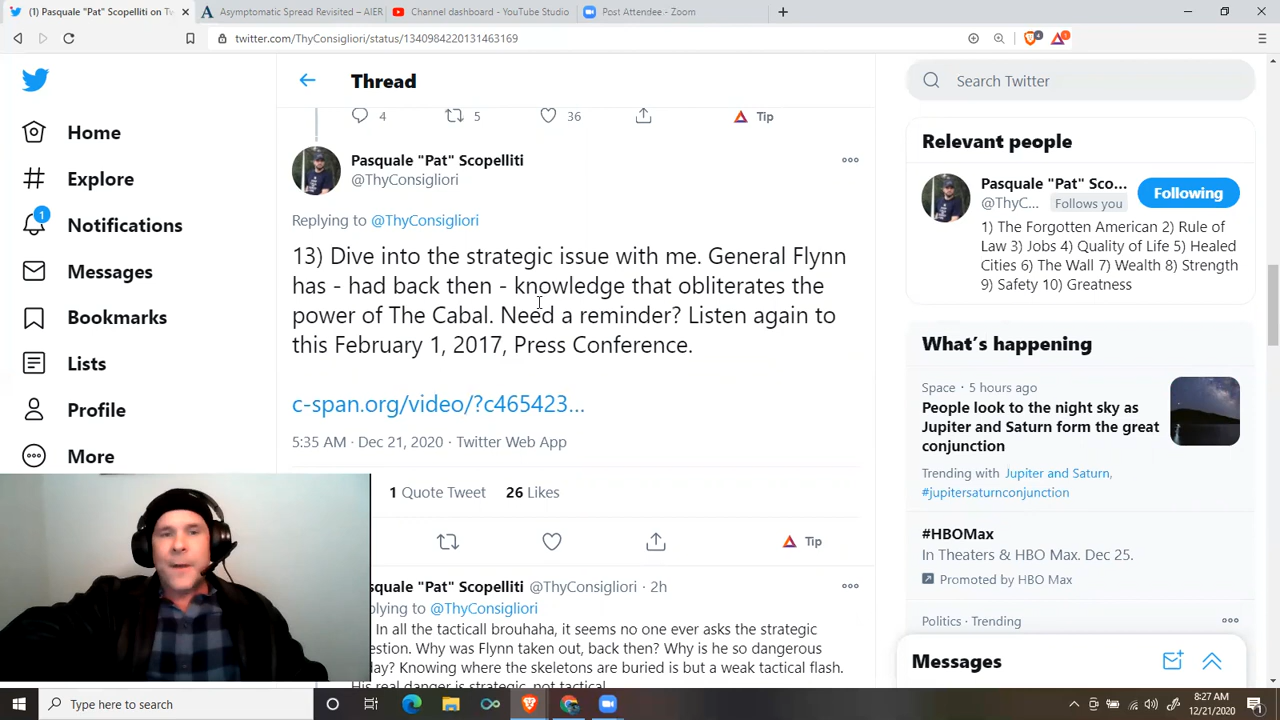 (1) Pasquale "Pat" Scopelliti on Tw
Asymptomatic Spread Revisited – AIER
Channel dashboard - YouTube Studio
Post Attendee - Zoom
twitter.com/ThyConsigliori/status/1340984220131463169
Home
Explore
1
Notifications
Messages
Bookmarks
Lists
Profile
More
Thread
4
5
36
Tip
Pasquale "Pat" Scopelliti
@ThyConsigliori
Replying to @ThyConsigliori
13) Dive into the strategic issue with me. General Flynn
has - had back then - knowledge that obliterates the
power of The Cabal. Need a reminder? Listen again to
this February 1, 2017, Press Conference.
c-span.org/video/?c465423...
5:35 AM · Dec 21, 2020 · Twitter Web App
1 Quote Tweet 26 Likes
Tip
squale "Pat" Scopelliti @ThyConsigliori · 2h
plying to @ThyConsigliori
In all the tacticall brouhaha, it seems no one ever asks the strategic
estion. Why was Flynn taken out, back then? Why is he so dangerous
day? Knowing where the skeletons are buried is but a weak tactical flash.
His real danger is strategic, not tactical.
Search Twitter
Relevant people
Pasquale "Pat" Sco...
@ThyC... Follows you
Following
1) The Forgotten American 2) Rule of
Law 3) Jobs 4) Quality of Life 5) Healed
Cities 6) The Wall 7) Wealth 8) Strength
9) Safety 10) Greatness
What's happening
Space · 5 hours ago
People look to the night sky as
Jupiter and Saturn form the great
conjunction
Trending with Jupiter and Saturn,
#jupitersaturnconjunction
#HBOMax
In Theaters & HBO Max. Dec 25.
Promoted by HBO Max
Politics · Trending
Messages
Type here to search
8:27 AM
12/21/2020